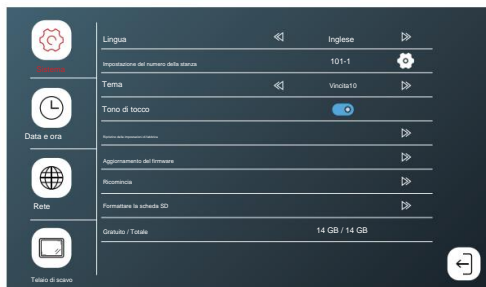 Lingua
Inglese
Impostazione del numero della stanza
101-1
Tema
Vincita10
Tono di tocco
Data e ora
Aggiornamento del firmware
Ricomincia
Rete
Formattare la scheda SD
Gratuito / Totale
14 GB / 14 GB
Telaio di scavo